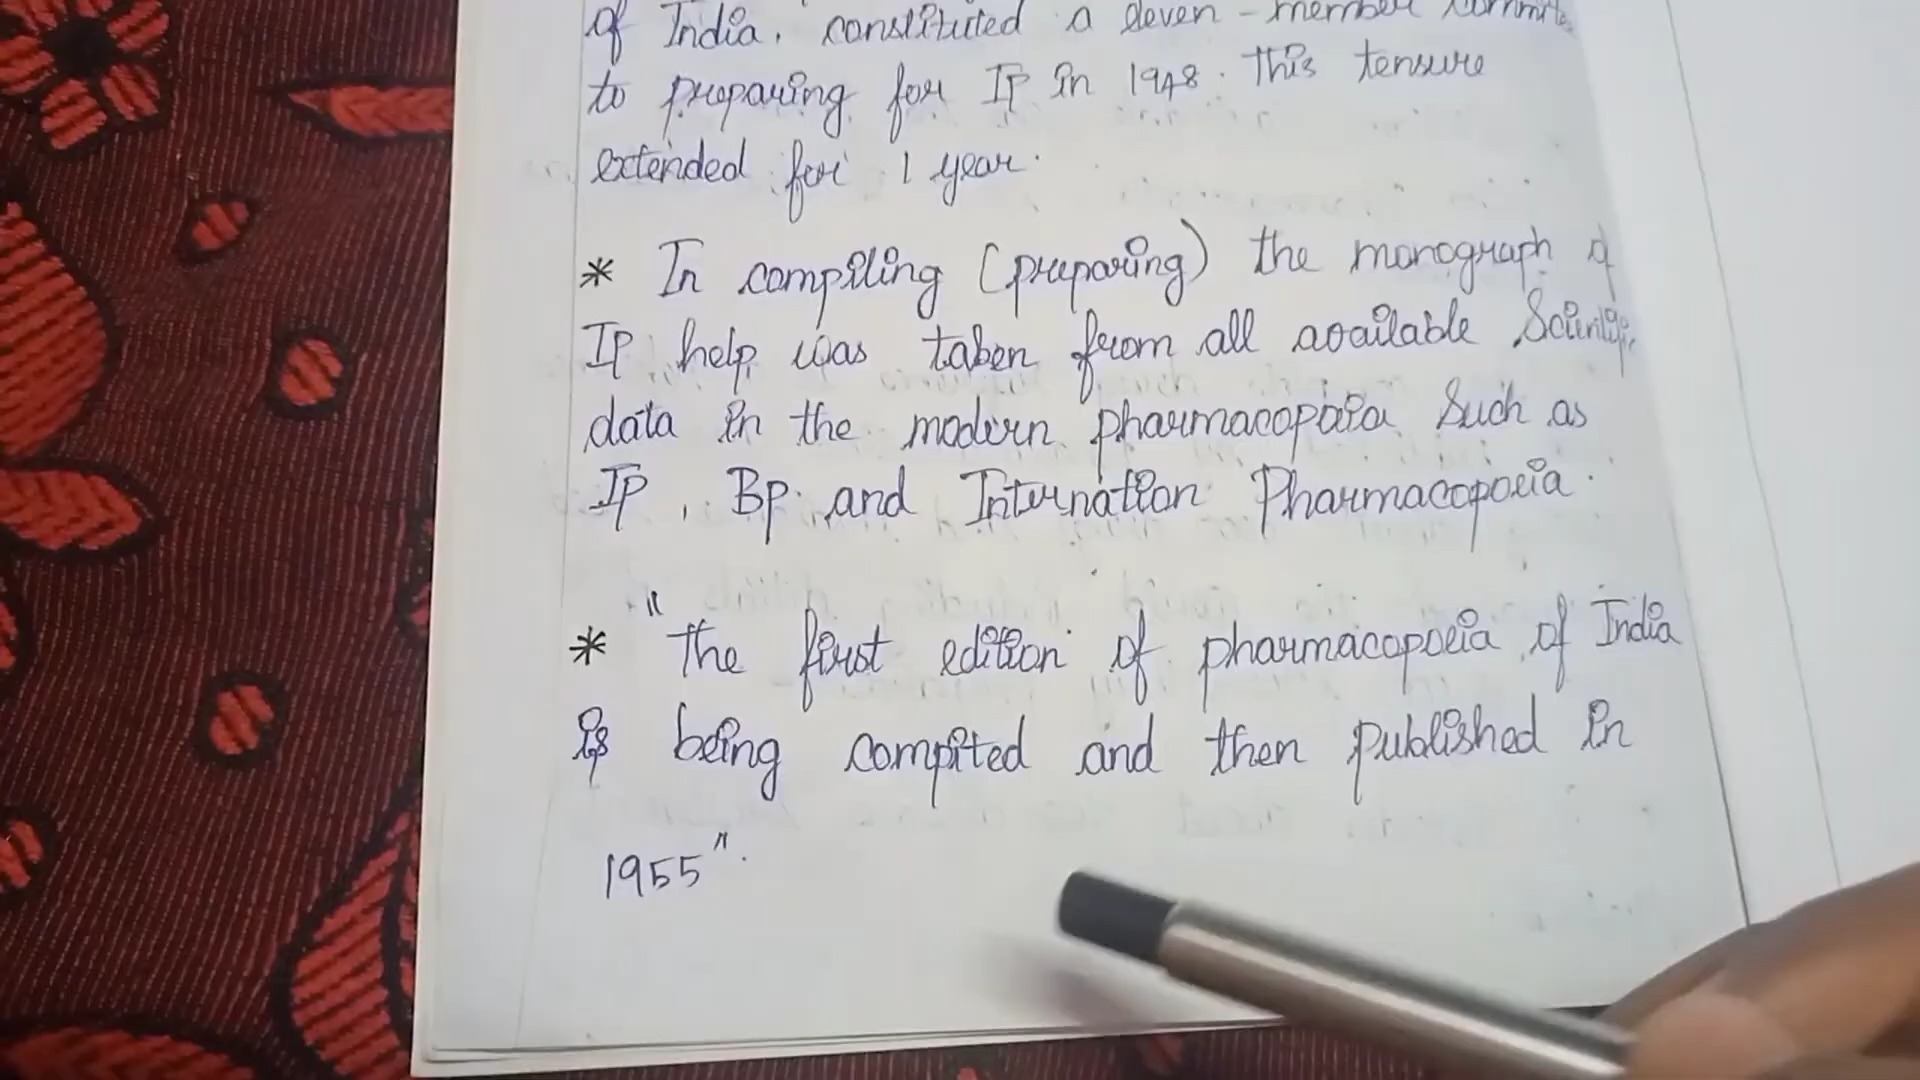 of India, constituted a eleven - member
to preparing for IP in 1948. This tensure
extended for 1 year.
* In compiling (preparing) the monograph of
IP help was taken from all available Scientific
data in the modern pharmacopoeia such as
IP, BP and Internation Pharmacopoeia.
* "The first edition of pharmacopoeia of India
is being compited and then published in
1955".